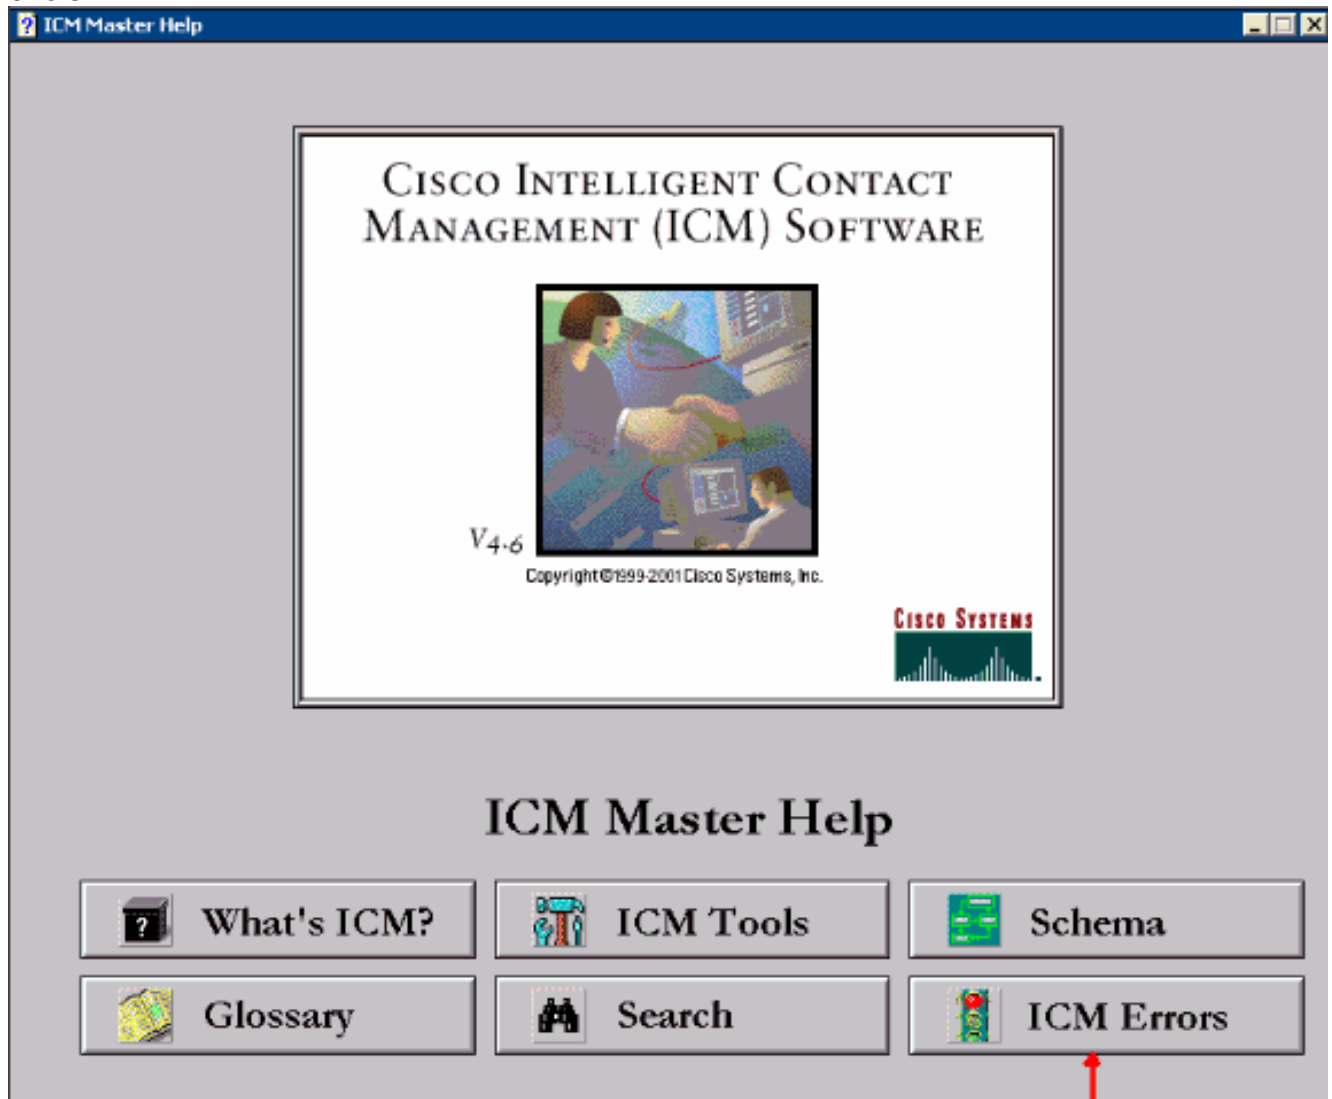 ICM Master Help
CISCO INTELLIGENT CONTACT
MANAGEMENT (ICM) SOFTWARE
V4.6
Copyright ©1999-2001 Cisco Systems, Inc.
CISCO SYSTEMS
ICM Master Help
What's ICM?
ICM Tools
Schema
Glossary
Search
ICM Errors